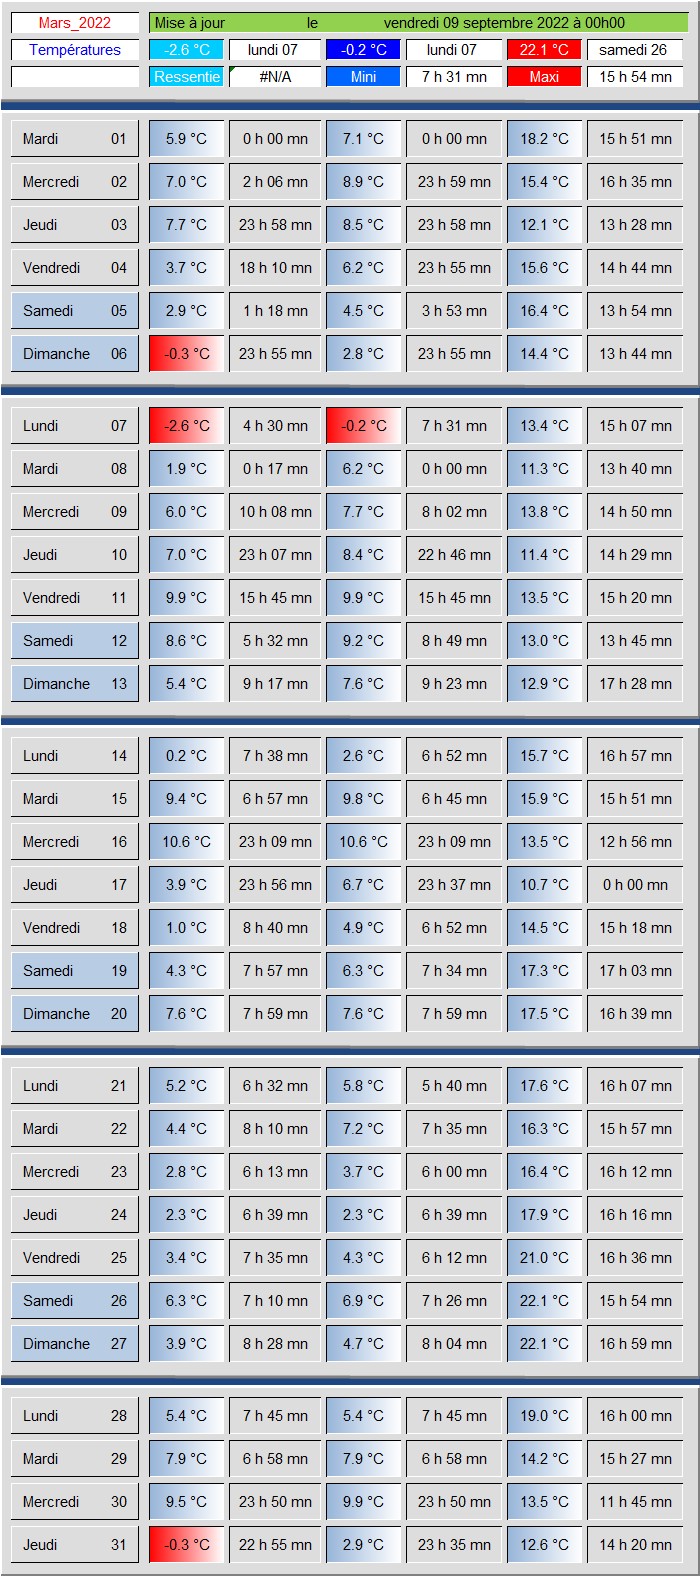 Mars_2022 Mise à jour le vendredi 09 septembre 2022 à 00h00
Températures -2.6 °C lundi 07 -0.2 °C lundi 07 22.1 °C samedi 26
Ressentie #N/A Mini 7 h 31 mn Maxi 15 h 54 mn
Mardi 01 5.9 °C 0 h 00 mn 7.1 °C 0 h 00 mn 18.2 °C 15 h 51 mn
Mercredi 02 7.0 °C 2 h 06 mn 8.9 °C 23 h 59 mn 15.4 °C 16 h 35 mn
Jeudi 03 7.7 °C 23 h 58 mn 8.5 °C 23 h 58 mn 12.1 °C 13 h 28 mn
Vendredi 04 3.7 °C 18 h 10 mn 6.2 °C 23 h 55 mn 15.6 °C 14 h 44 mn
Samedi 05 2.9 °C 1 h 18 mn 4.5 °C 3 h 53 mn 16.4 °C 13 h 54 mn
Dimanche 06 -0.3 °C 23 h 55 mn 2.8 °C 23 h 55 mn 14.4 °C 13 h 44 mn
Lundi 07 -2.6 °C 4 h 30 mn -0.2 °C 7 h 31 mn 13.4 °C 15 h 07 mn
Mardi 08 1.9 °C 0 h 17 mn 6.2 °C 0 h 00 mn 11.3 °C 13 h 40 mn
Mercredi 09 6.0 °C 10 h 08 mn 7.7 °C 8 h 02 mn 13.8 °C 14 h 50 mn
Jeudi 10 7.0 °C 23 h 07 mn 8.4 °C 22 h 46 mn 11.4 °C 14 h 29 mn
Vendredi 11 9.9 °C 15 h 45 mn 9.9 °C 15 h 45 mn 13.5 °C 15 h 20 mn
Samedi 12 8.6 °C 5 h 32 mn 9.2 °C 8 h 49 mn 13.0 °C 13 h 45 mn
Dimanche 13 5.4 °C 9 h 17 mn 7.6 °C 9 h 23 mn 12.9 °C 17 h 28 mn
Lundi 14 0.2 °C 7 h 38 mn 2.6 °C 6 h 52 mn 15.7 °C 16 h 57 mn
Mardi 15 9.4 °C 6 h 57 mn 9.8 °C 6 h 45 mn 15.9 °C 15 h 51 mn
Mercredi 16 10.6 °C 23 h 09 mn 10.6 °C 23 h 09 mn 13.5 °C 12 h 56 mn
Jeudi 17 3.9 °C 23 h 56 mn 6.7 °C 23 h 37 mn 10.7 °C 0 h 00 mn
Vendredi 18 1.0 °C 8 h 40 mn 4.9 °C 6 h 52 mn 14.5 °C 15 h 18 mn
Samedi 19 4.3 °C 7 h 57 mn 6.3 °C 7 h 34 mn 17.3 °C 17 h 03 mn
Dimanche 20 7.6 °C 7 h 59 mn 7.6 °C 7 h 59 mn 17.5 °C 16 h 39 mn
Lundi 21 5.2 °C 6 h 32 mn 5.8 °C 5 h 40 mn 17.6 °C 16 h 07 mn
Mardi 22 4.4 °C 8 h 10 mn 7.2 °C 7 h 35 mn 16.3 °C 15 h 57 mn
Mercredi 23 2.8 °C 6 h 13 mn 3.7 °C 6 h 00 mn 16.4 °C 16 h 12 mn
Jeudi 24 2.3 °C 6 h 39 mn 2.3 °C 6 h 39 mn 17.9 °C 16 h 16 mn
Vendredi 25 3.4 °C 7 h 35 mn 4.3 °C 6 h 12 mn 21.0 °C 16 h 36 mn
Samedi 26 6.3 °C 7 h 10 mn 6.9 °C 7 h 26 mn 22.1 °C 15 h 54 mn
Dimanche 27 3.9 °C 8 h 28 mn 4.7 °C 8 h 04 mn 22.1 °C 16 h 59 mn
Lundi 28 5.4 °C 7 h 45 mn 5.4 °C 7 h 45 mn 19.0 °C 16 h 00 mn
Mardi 29 7.9 °C 6 h 58 mn 7.9 °C 6 h 58 mn 14.2 °C 15 h 27 mn
Mercredi 30 9.5 °C 23 h 50 mn 9.9 °C 23 h 50 mn 13.5 °C 11 h 45 mn
Jeudi 31 -0.3 °C 22 h 55 mn 2.9 °C 23 h 35 mn 12.6 °C 14 h 20 mn